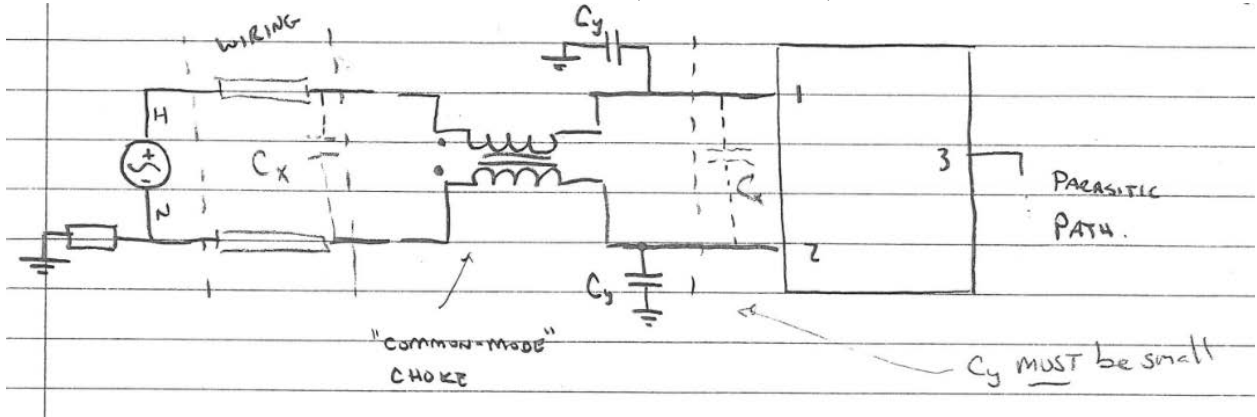 WIRING
Cy
H
+
-
N
Cx
1
3
2
Cx
PARASITIC
PATH.
Cy
"COMMON-MODE"
CHOKE
Cy MUST be small